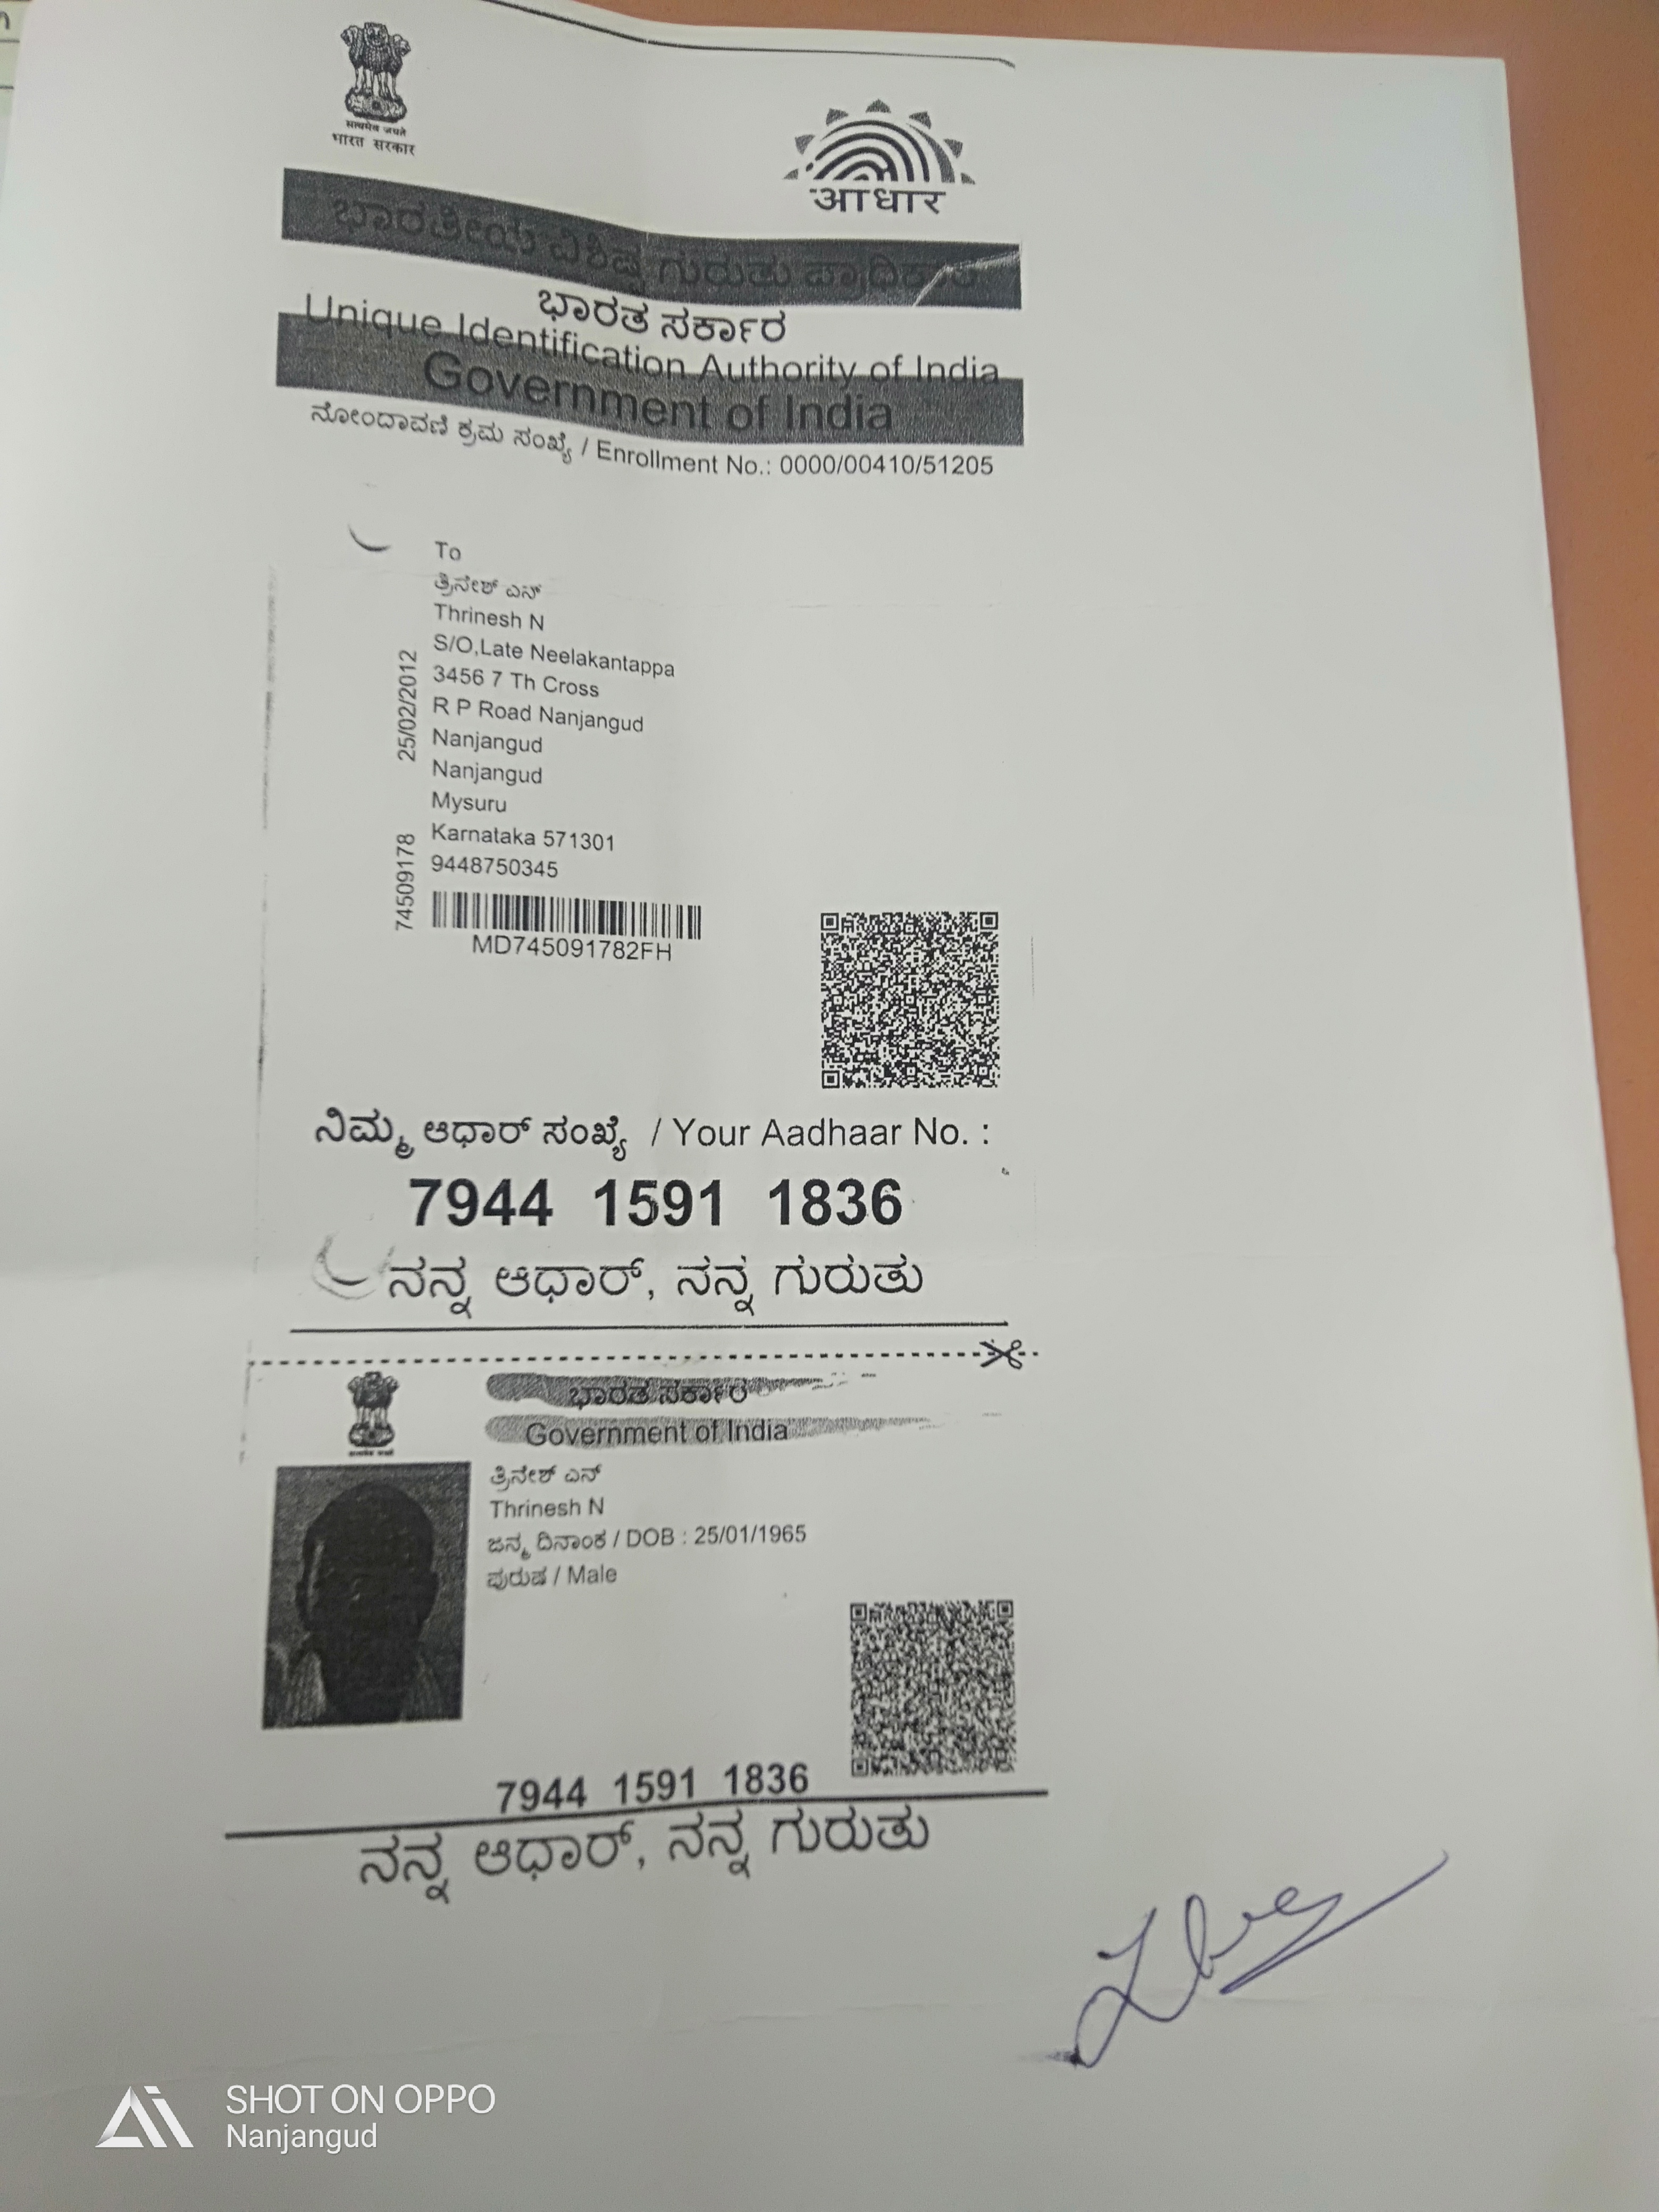 सत्यमेव जयते
भारत सरकार
आधार
ಭಾರತೀಯ ವಿಶಿಷ್ಟ ಗುರುತು ಪ್ರಾಧಿಕಾರ
ಭಾರತ ಸರ್ಕಾರ
Unique Identification Authority of India
Government of India
ನೋಂದಾವಣಿ ಕ್ರಮ ಸಂಖ್ಯೆ / Enrollment No.: 0000/00410/51205
To
ತ್ರಿನೇಶ್ ಎನ್
Thrinesh N
S/O,Late Neelakantappa
3456 7 Th Cross
R P Road Nanjangud
Nanjangud
Nanjangud
Mysuru
Karnataka 571301
9448750345
25/02/2012
74509178
MD745091782FH
ನಿಮ್ಮ ಆಧಾರ್ ಸಂಖ್ಯೆ / Your Aadhaar No. :
7944 1591 1836
ನನ್ನ ಆಧಾರ್, ನನ್ನ ಗುರುತು
ಭಾರತ ಸರ್ಕಾರ
Government of India
ತ್ರಿನೇಶ್ ಎನ್
Thrinesh N
ಜನ್ಮ ದಿನಾಂಕ / DOB : 25/01/1965
ಪುರುಷ / Male
7944 1591 1836
ನನ್ನ ಆಧಾರ್, ನನ್ನ ಗುರುತು
SHOT ON OPPO
Nanjangud